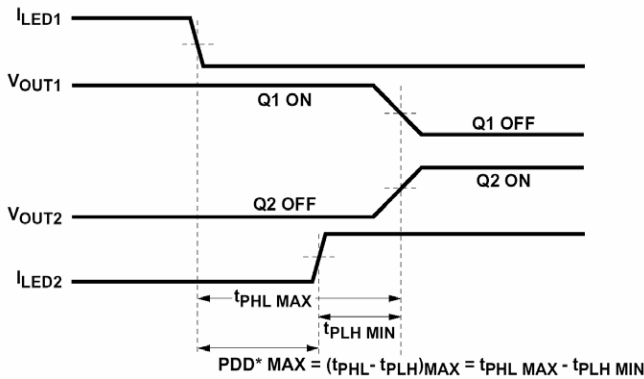 ILED1
VOUT1
Q1 ON
Q1 OFF
Q2 ON
Q2 OFF
VOUT2
ILED2
tPHL MAX
tPLH MIN
PDD* MAX = (tPHL- tPLH)MAX = tPHL MAX - tPLH MIN